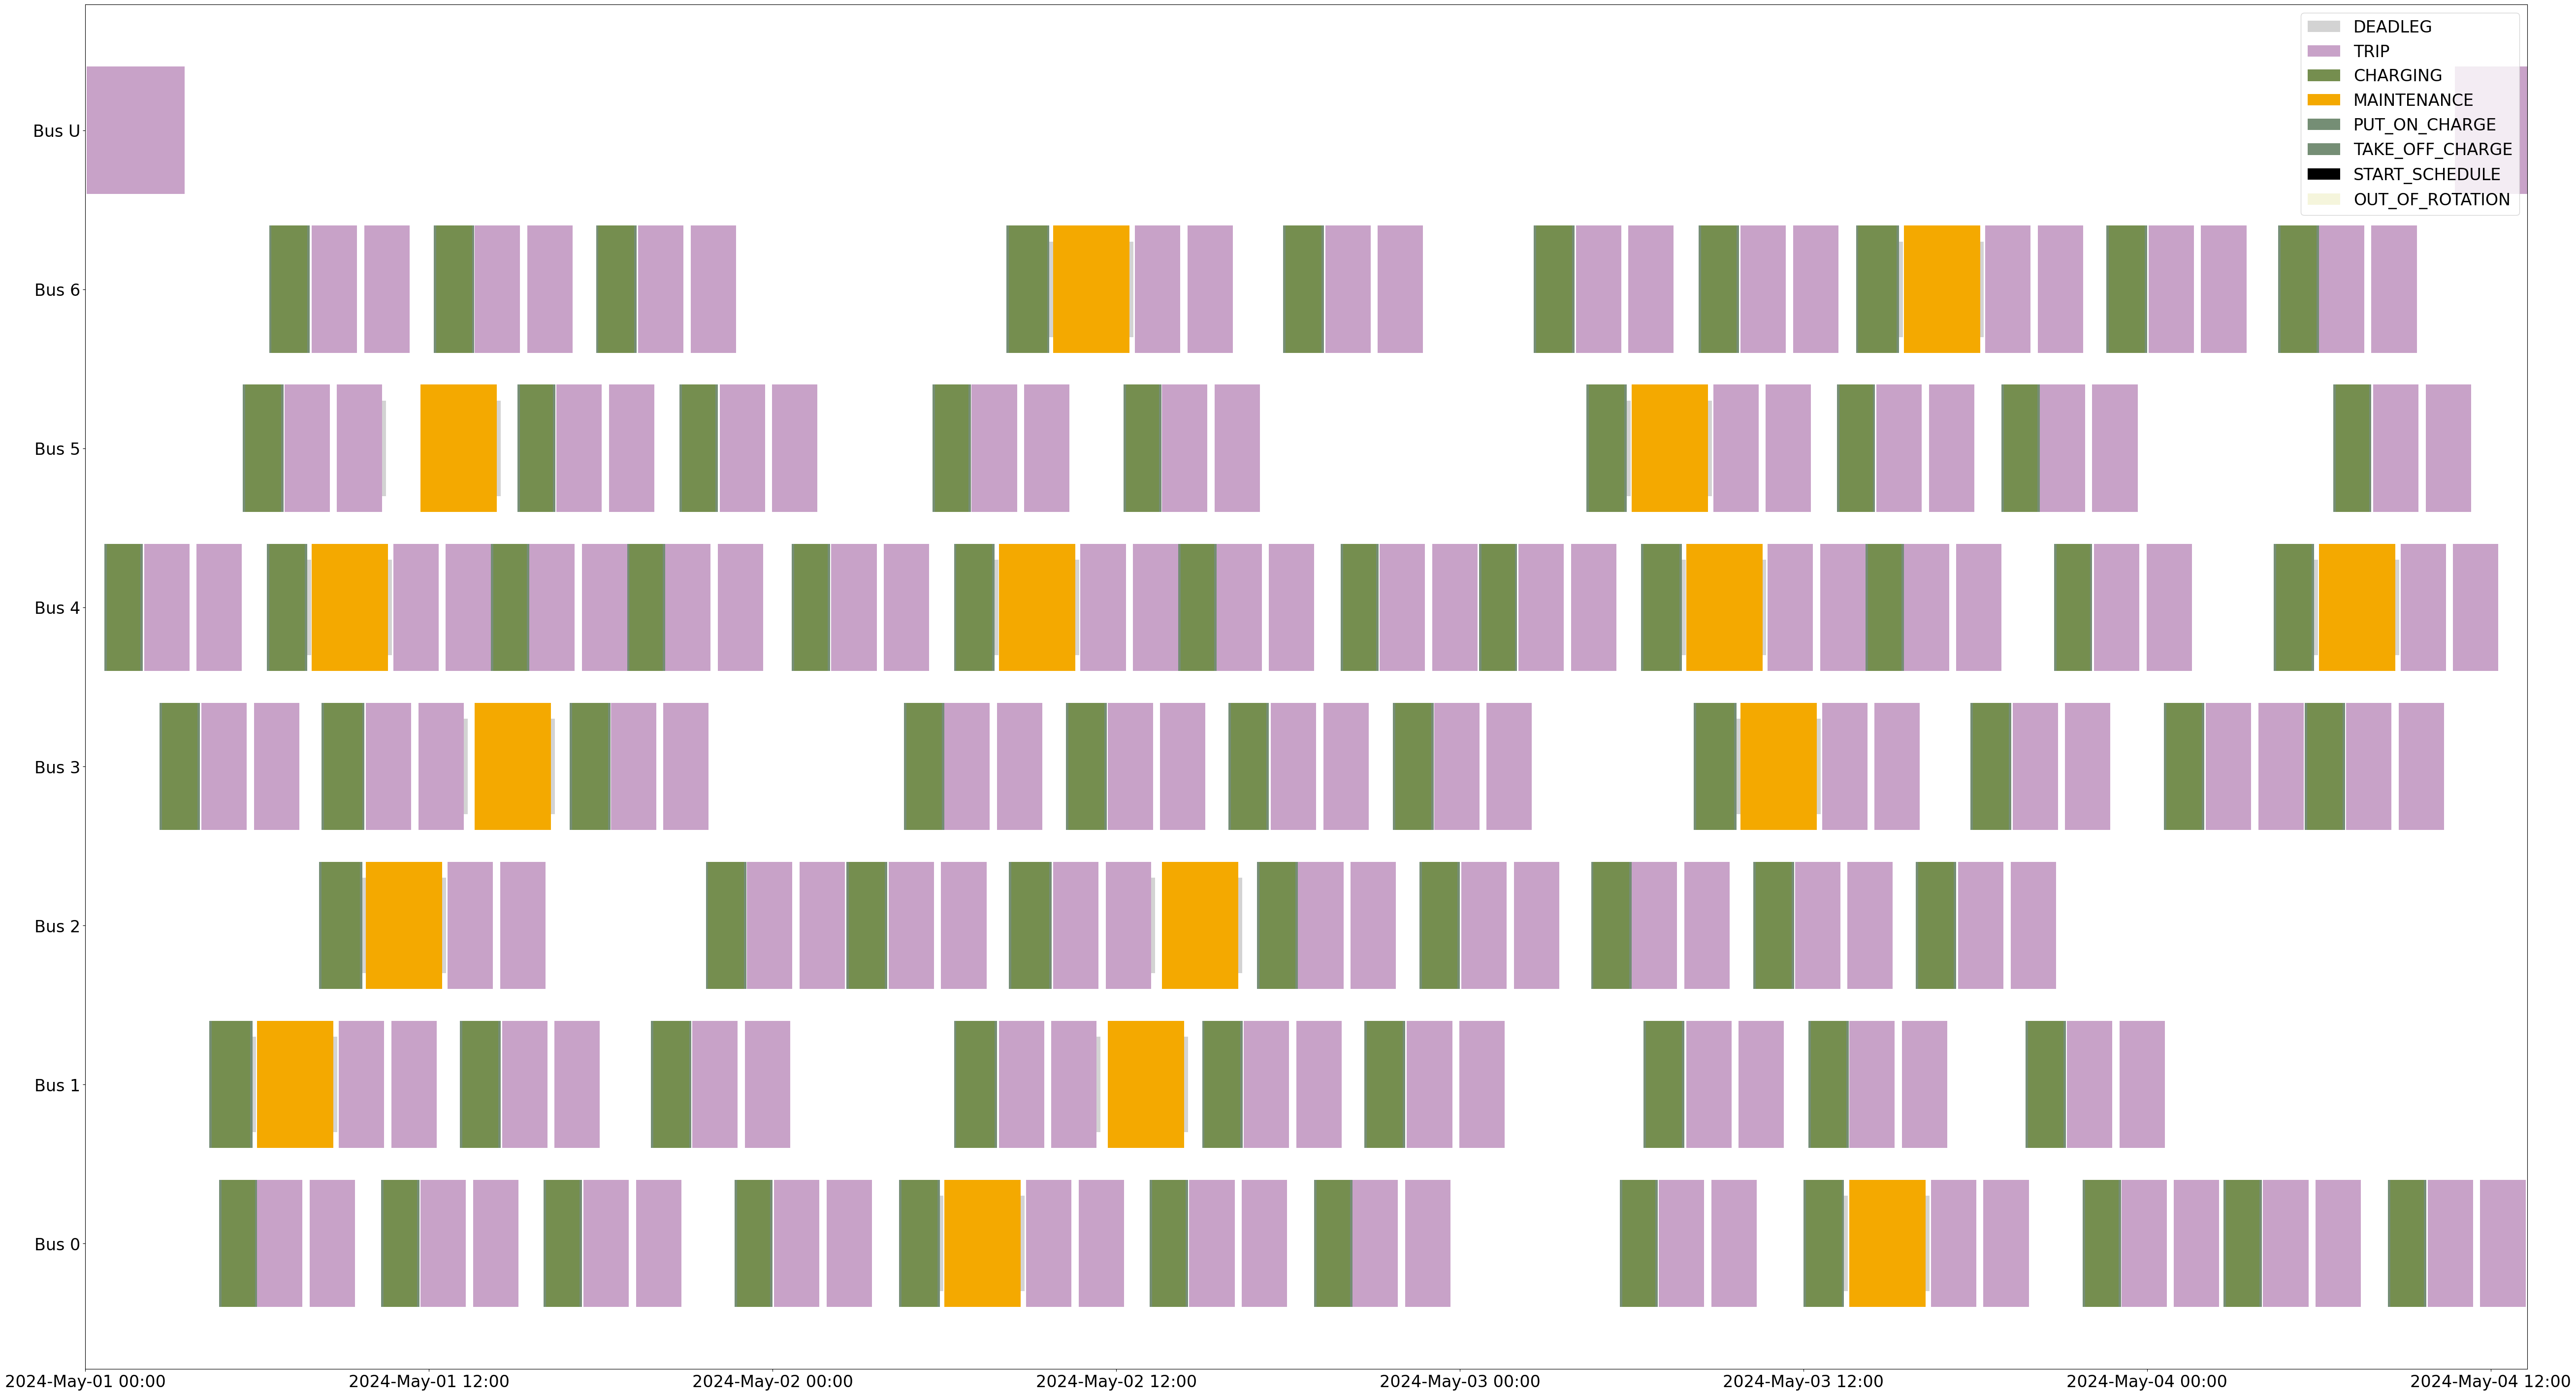 DEADLEG
TRIP
CHARGING
MAINTENANCE
PUT_ON_CHARGE
TAKE_OFF_CHARGE
START_SCHEDULE
OUT_OF_ROTATION
Bus U
Bus 6
Bus 5
Bus 4
Bus 3
Bus 2
Bus 1
Bus 0
2024-May-01 00:00 2024-May-01 12:00 2024-May-02 00:00 2024-May-02 12:00 2024-May-03 00:00 2024-May-03 12:00 2024-May-04 00:00 2024-May-04 12:00